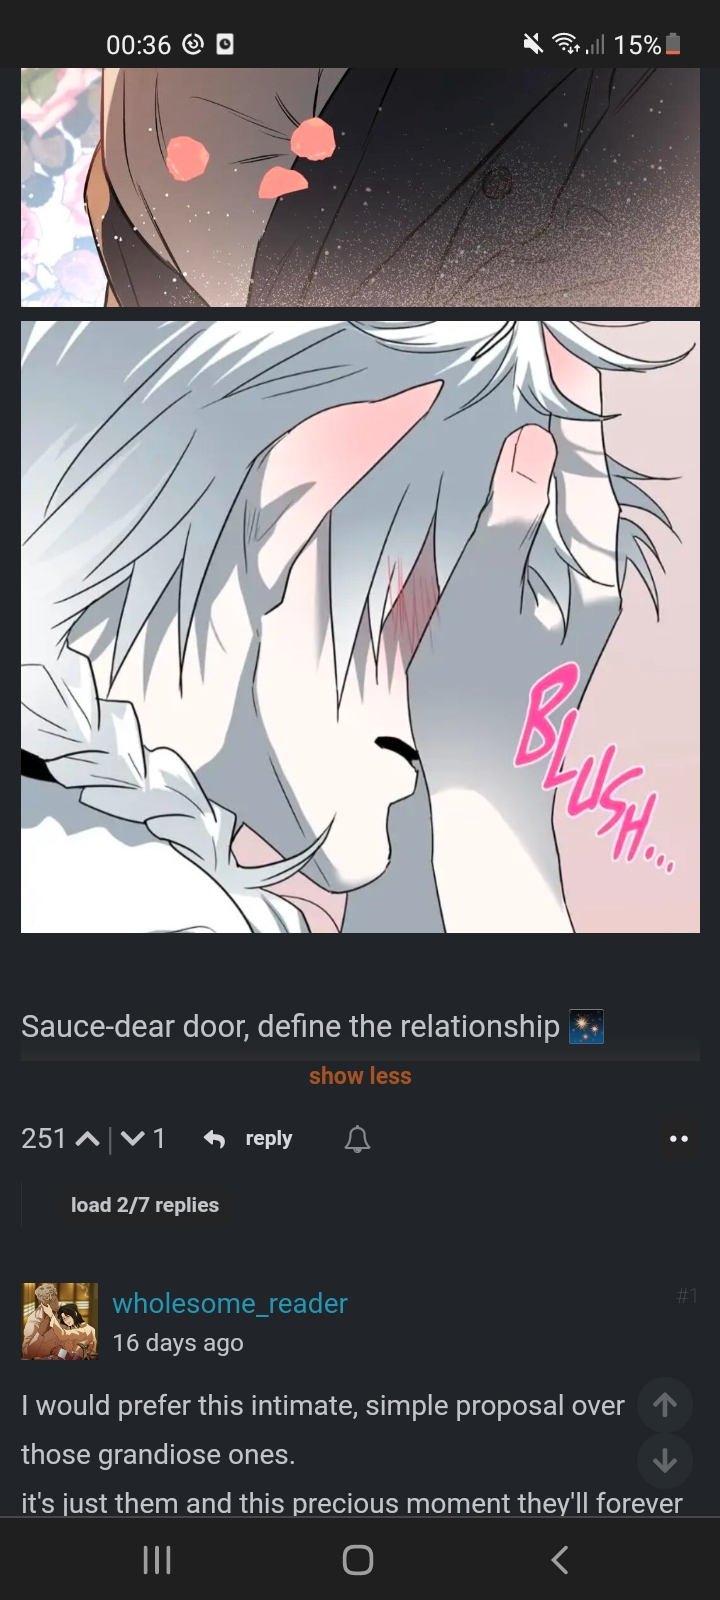 00:36 15%
BLUSH...
Sauce-dear door, define the relationship 🎇
show less
251 1 reply
load 2/7 replies
wholesome_reader #1
16 days ago
I would prefer this intimate, simple proposal over
those grandiose ones.
it's just them and this precious moment they'll forever